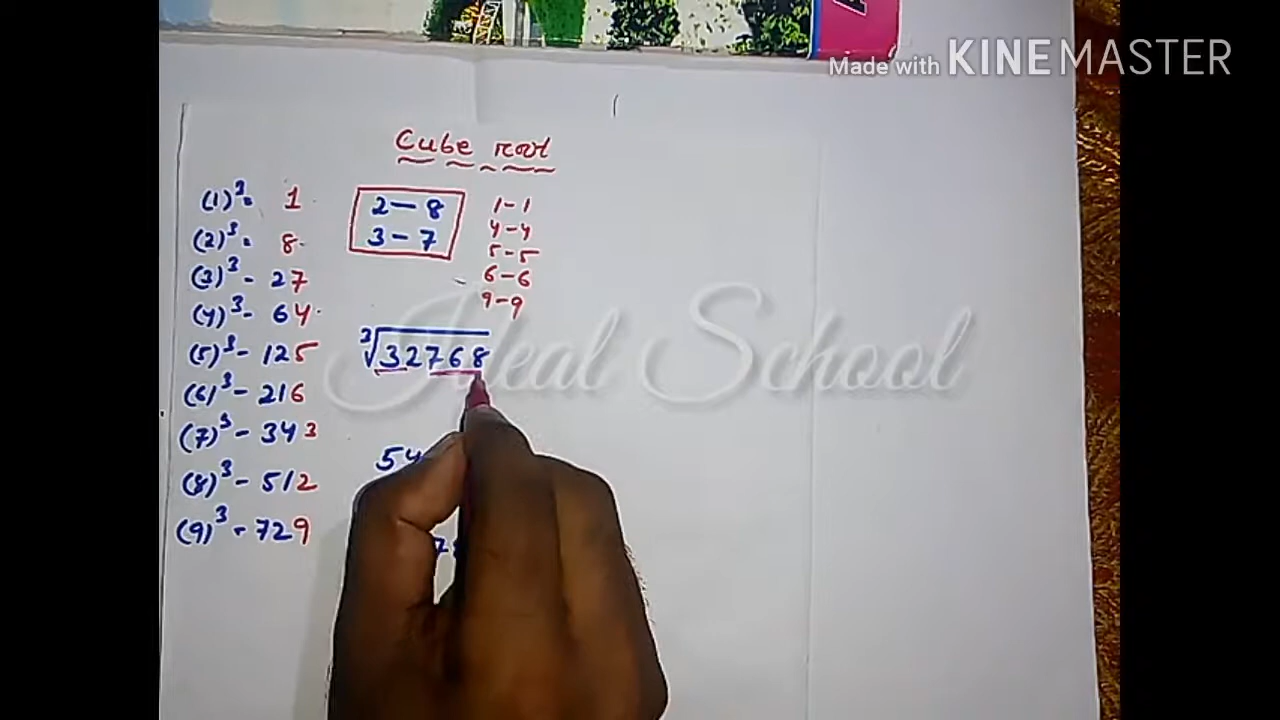 Made with KINEMASTER
Cube root
(1)³= 1
(2)³= 8
(3)³ - 27
(4)³- 64
(5)³- 125
(6)³ - 216
(7)³ - 343
(8)³ - 512
(9)³ - 729
2 - 8
3 - 7
1-1
4-4
5-5
6-6
9-9
³√32768
Ideal School
54